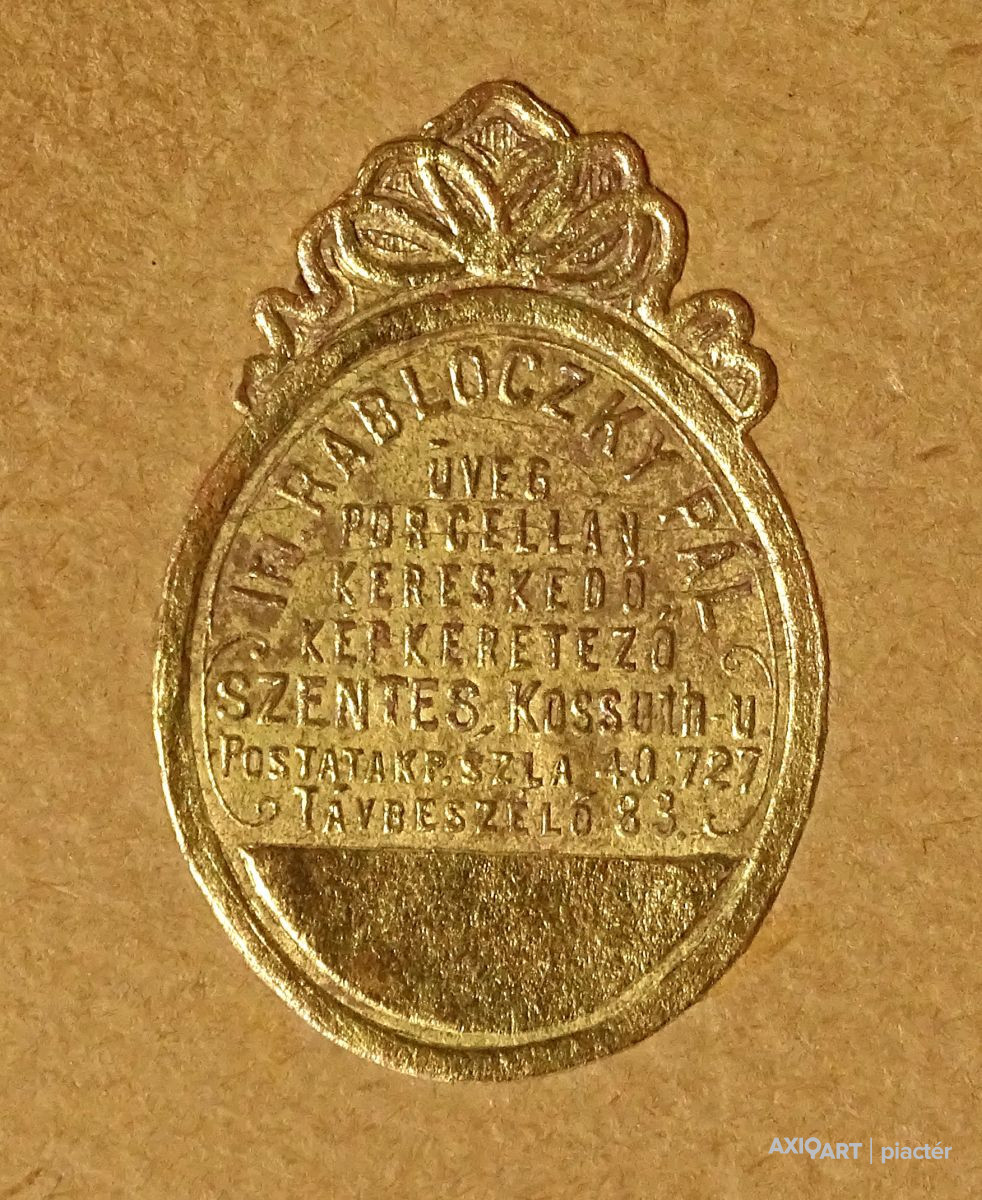 IFJ. RABLOCZKY PÁL
ÜVEG
PORCELLÁN
KERESKEDŐ,
KÉPKERETEZŐ
SZENTES, Kossuth-u.
POSTATAKP. SZLA 40.727
TÁVBESZÉLŐ 83.
AXIOART | piactér